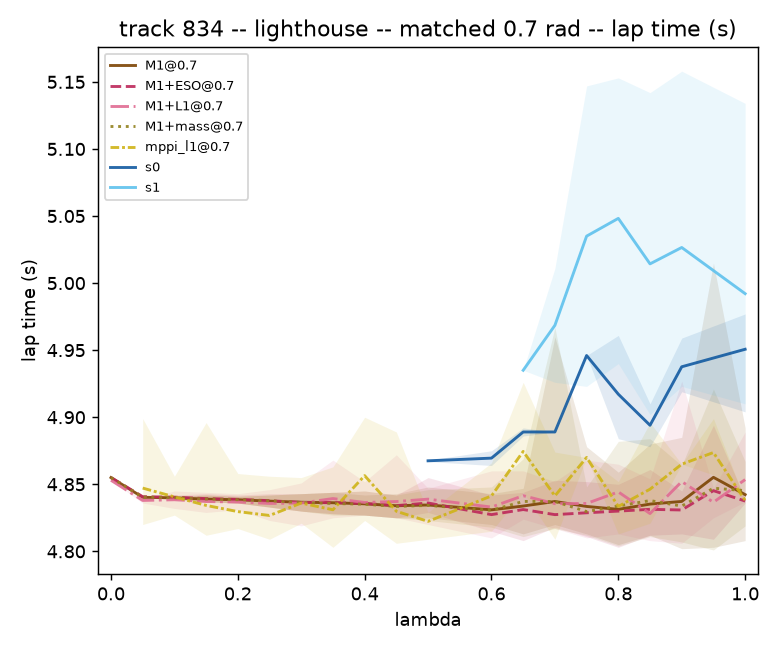 track 834 -- lighthouse -- matched 0.7 rad -- lap time (s)
M1@0.7
M1+ESO@0.7
M1+L1@0.7
M1+mass@0.7
mppi_l1@0.7
s0
s1
lap time (s)
5.15
5.10
5.05
5.00
4.95
4.90
4.85
4.80
0.0 0.2 0.4 0.6 0.8 1.0
lambda